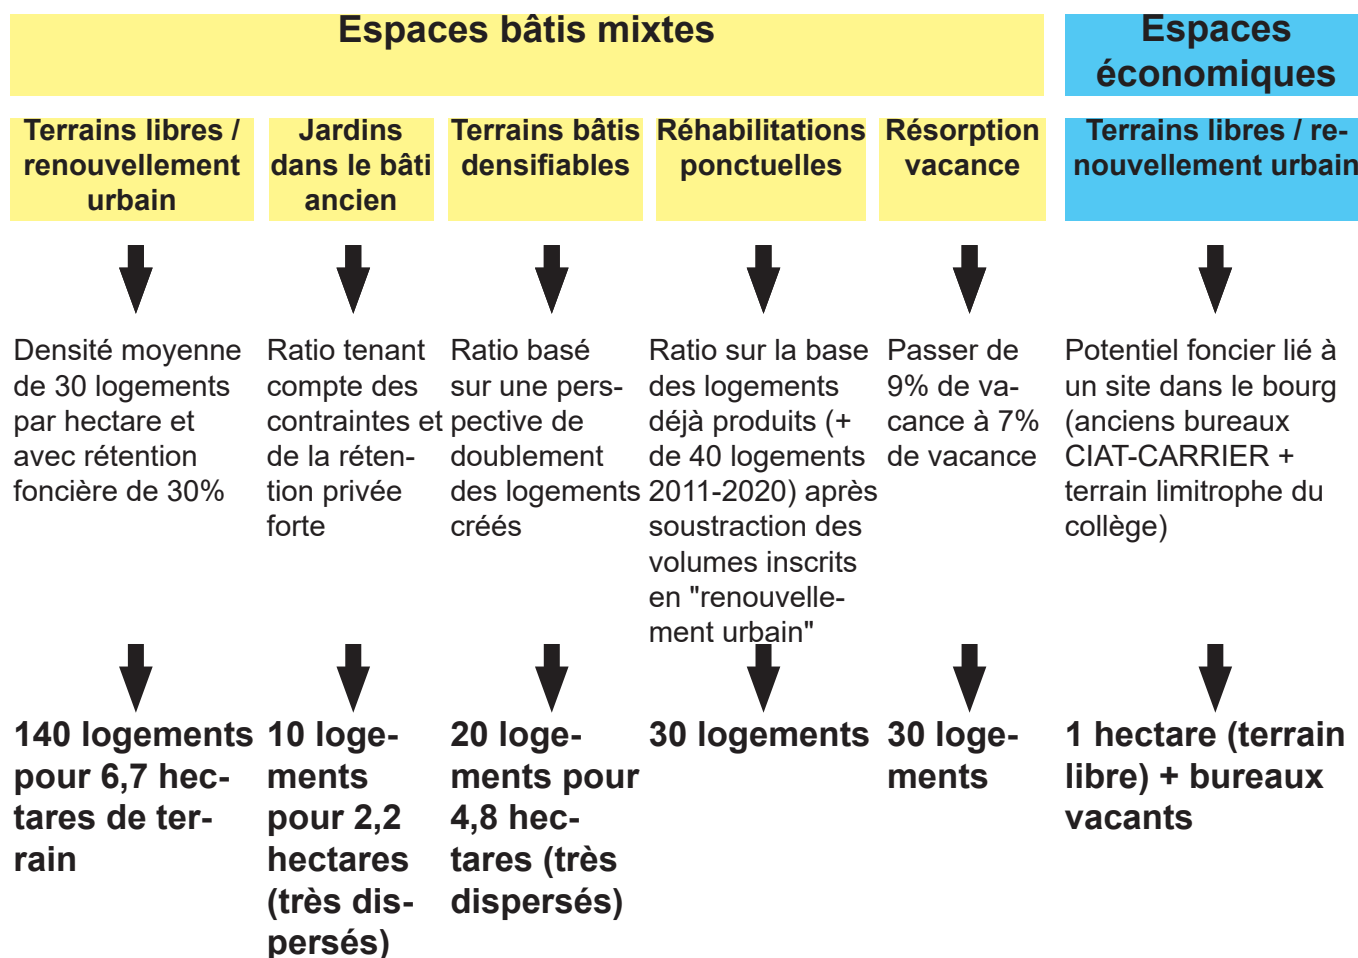 Espaces bâtis mixtes
Espaces
économiques
Terrains libres /
renouvellement
urbain
Jardins
dans le bâti
ancien
Terrains bâtis
densifiables
Réhabilitations
ponctuelles
Résorption
vacance
Terrains libres / re-
nouvellement urbain
Densité moyenne
de 30 logements
par hectare et
avec rétention
foncière de 30%
Ratio tenant
compte des
contraintes et
de la réten-
tion privée
forte
Ratio basé
sur une pers-
pective de
doublement
des logements
créés
Ratio sur la base
des logements
déjà produits (+
de 40 logements
2011-2020) après
soustraction des
volumes inscrits
en "renouvelle-
ment urbain"
Passer de
9% de va-
cance à 7%
de vacance
Potentiel foncier lié à
un site dans le bourg
(anciens bureaux
CIAT-CARRIER +
terrain limitrophe du
collège)
140 logements
pour 6,7 hec-
tares de ter-
rain
10 loge-
ments
pour 2,2
hectares
(très dis-
persés)
20 loge-
ments pour
4,8 hec-
tares (très
dispersés)
30 logements
30 loge-
ments
1 hectare (terrain
libre) + bureaux
vacants